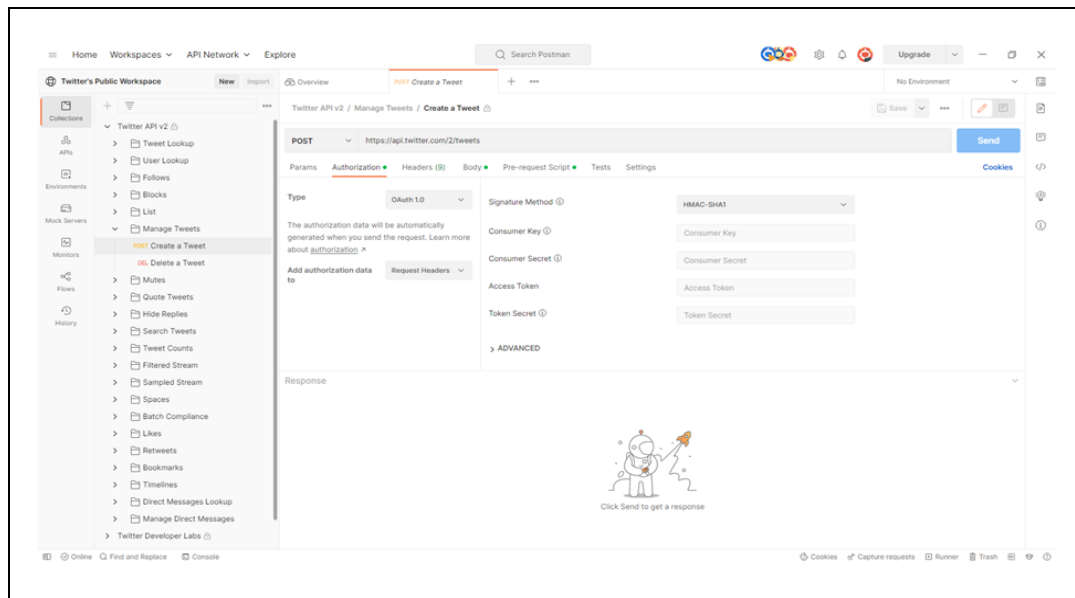 Home Workspaces API Network Explore Search Postman Upgrade
Twitter's Public Workspace New Import Overview POST Create a Tweet No Environment
Collections
APIs
Environments
Mock Servers
Monitors
Flows
History
Twitter API v2
Tweet Lookup
User Lookup
Follows
Blocks
List
Manage Tweets
POST Create a Tweet
DEL Delete a Tweet
Mutes
Quote Tweets
Hide Replies
Search Tweets
Tweet Counts
Filtered Stream
Sampled Stream
Spaces
Batch Compliance
Likes
Retweets
Bookmarks
Timelines
Direct Messages Lookup
Manage Direct Messages
Twitter Developer Labs
Twitter API v2 / Manage Tweets / Create a Tweet Save
POST https://api.twitter.com/2/tweets Send
Params Authorization Headers (9) Body Pre-request Script Tests Settings Cookies
Type OAuth 1.0
The authorization data will be automatically
generated when you send the request. Learn more
about authorization
Add authorization data
to
Request Headers
Signature Method HMAC-SHA1
Consumer Key Consumer Key
Consumer Secret Consumer Secret
Access Token Access Token
Token Secret Token Secret
ADVANCED
Response
Click Send to get a response
Online Find and Replace Console Cookies Capture requests Runner Trash